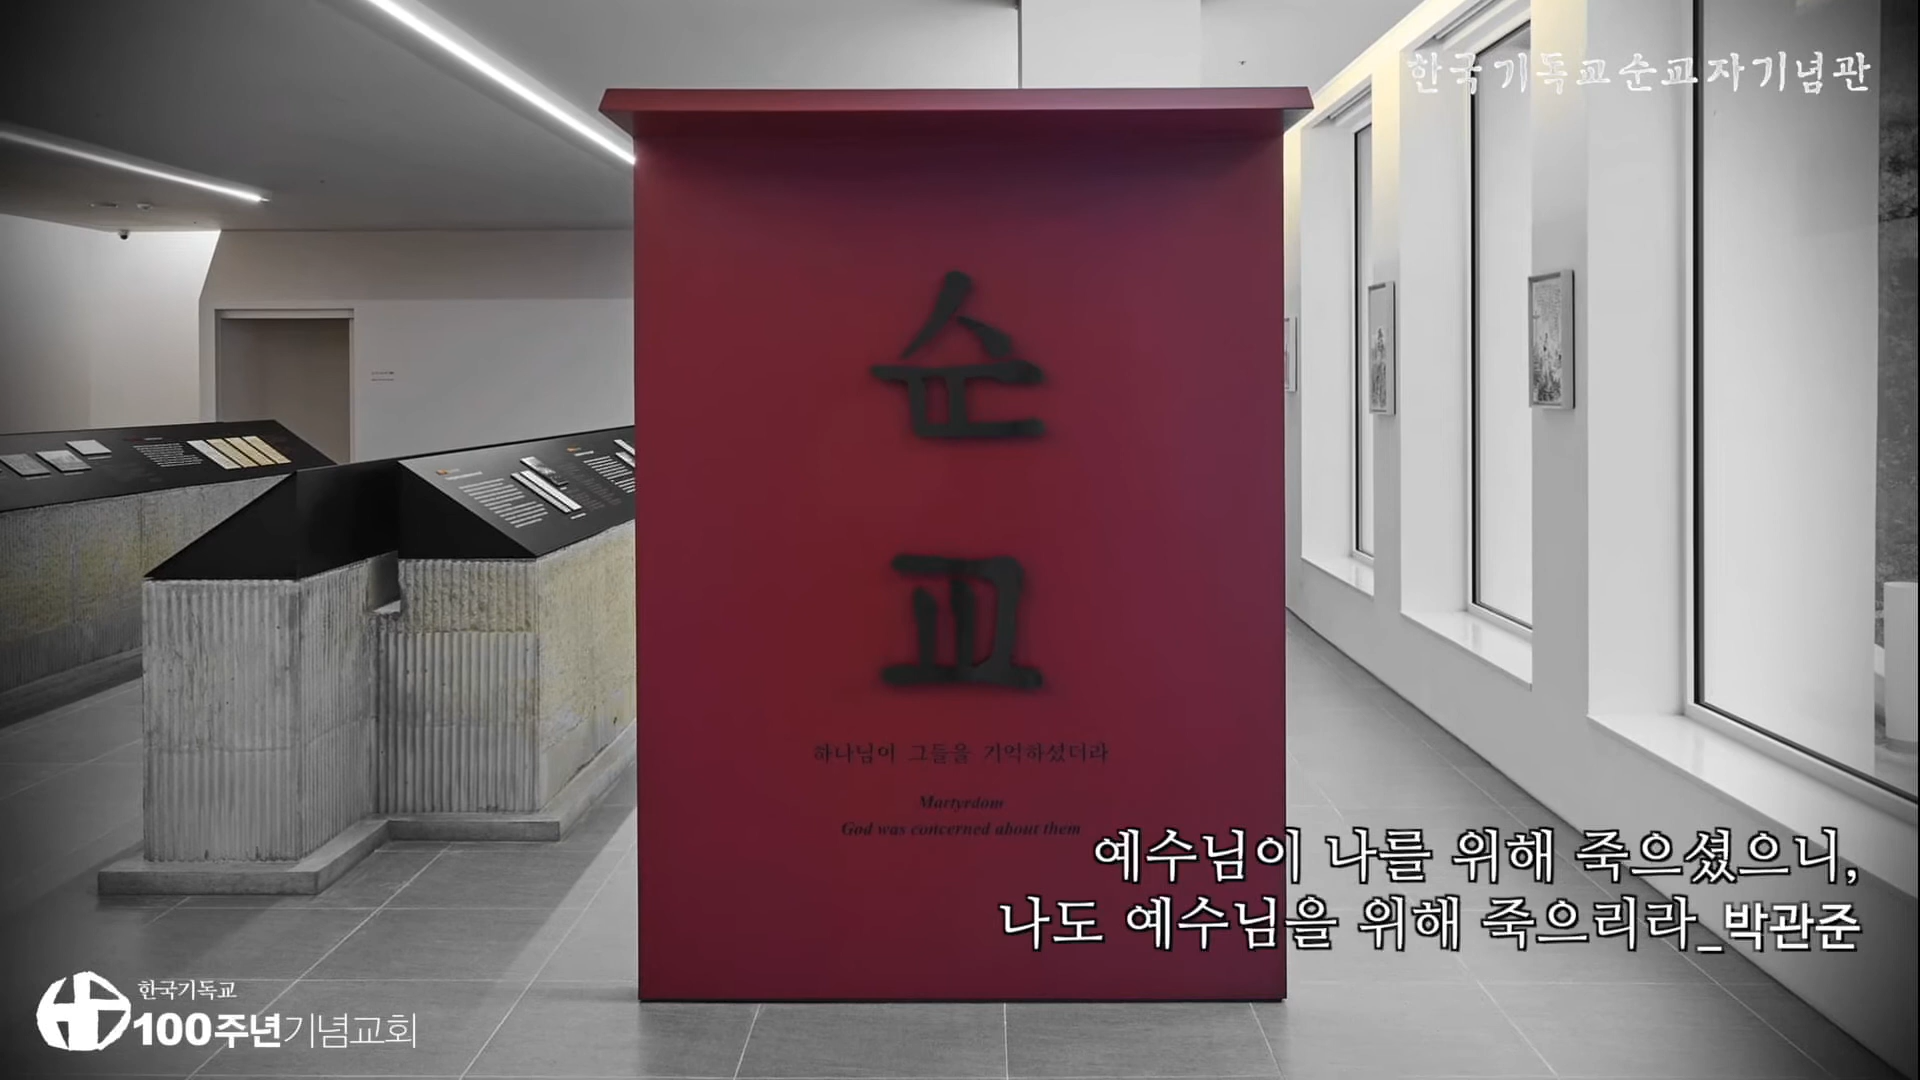 한국기독교순교자기념관
순
교
하나님이 그들을 기억하셨더라
Martyrdom
God was concerned about them
예수님이 나를 위해 죽으셨으니,
나도 예수님을 위해 죽으리라_박관준
한국기독교
100주년기념교회